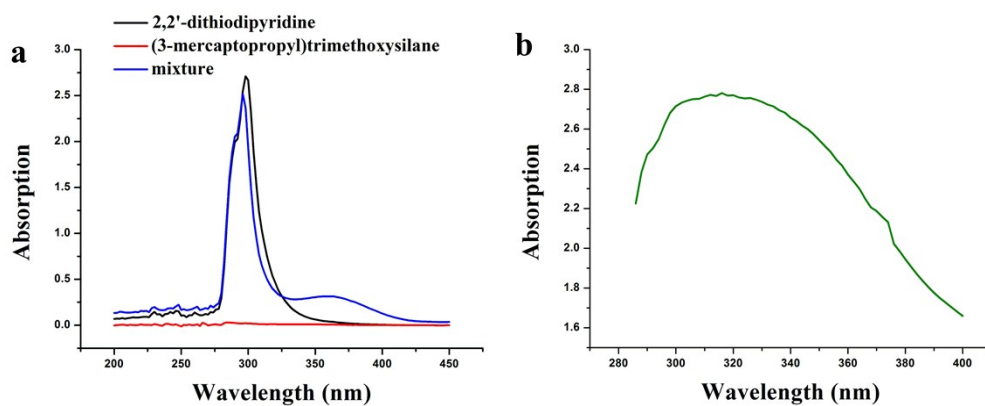 a
2,2'-dithiodipyridine
(3-mercaptopropyl)trimethoxysilane
mixture
Absorption
3.0
2.5
2.0
1.5
1.0
0.5
0.0
200 250 300 350 400 450
Wavelength (nm)
b
Absorption
3.0
2.8
2.6
2.4
2.2
2.0
1.8
1.6
280 300 320 340 360 380 400
Wavelength (nm)